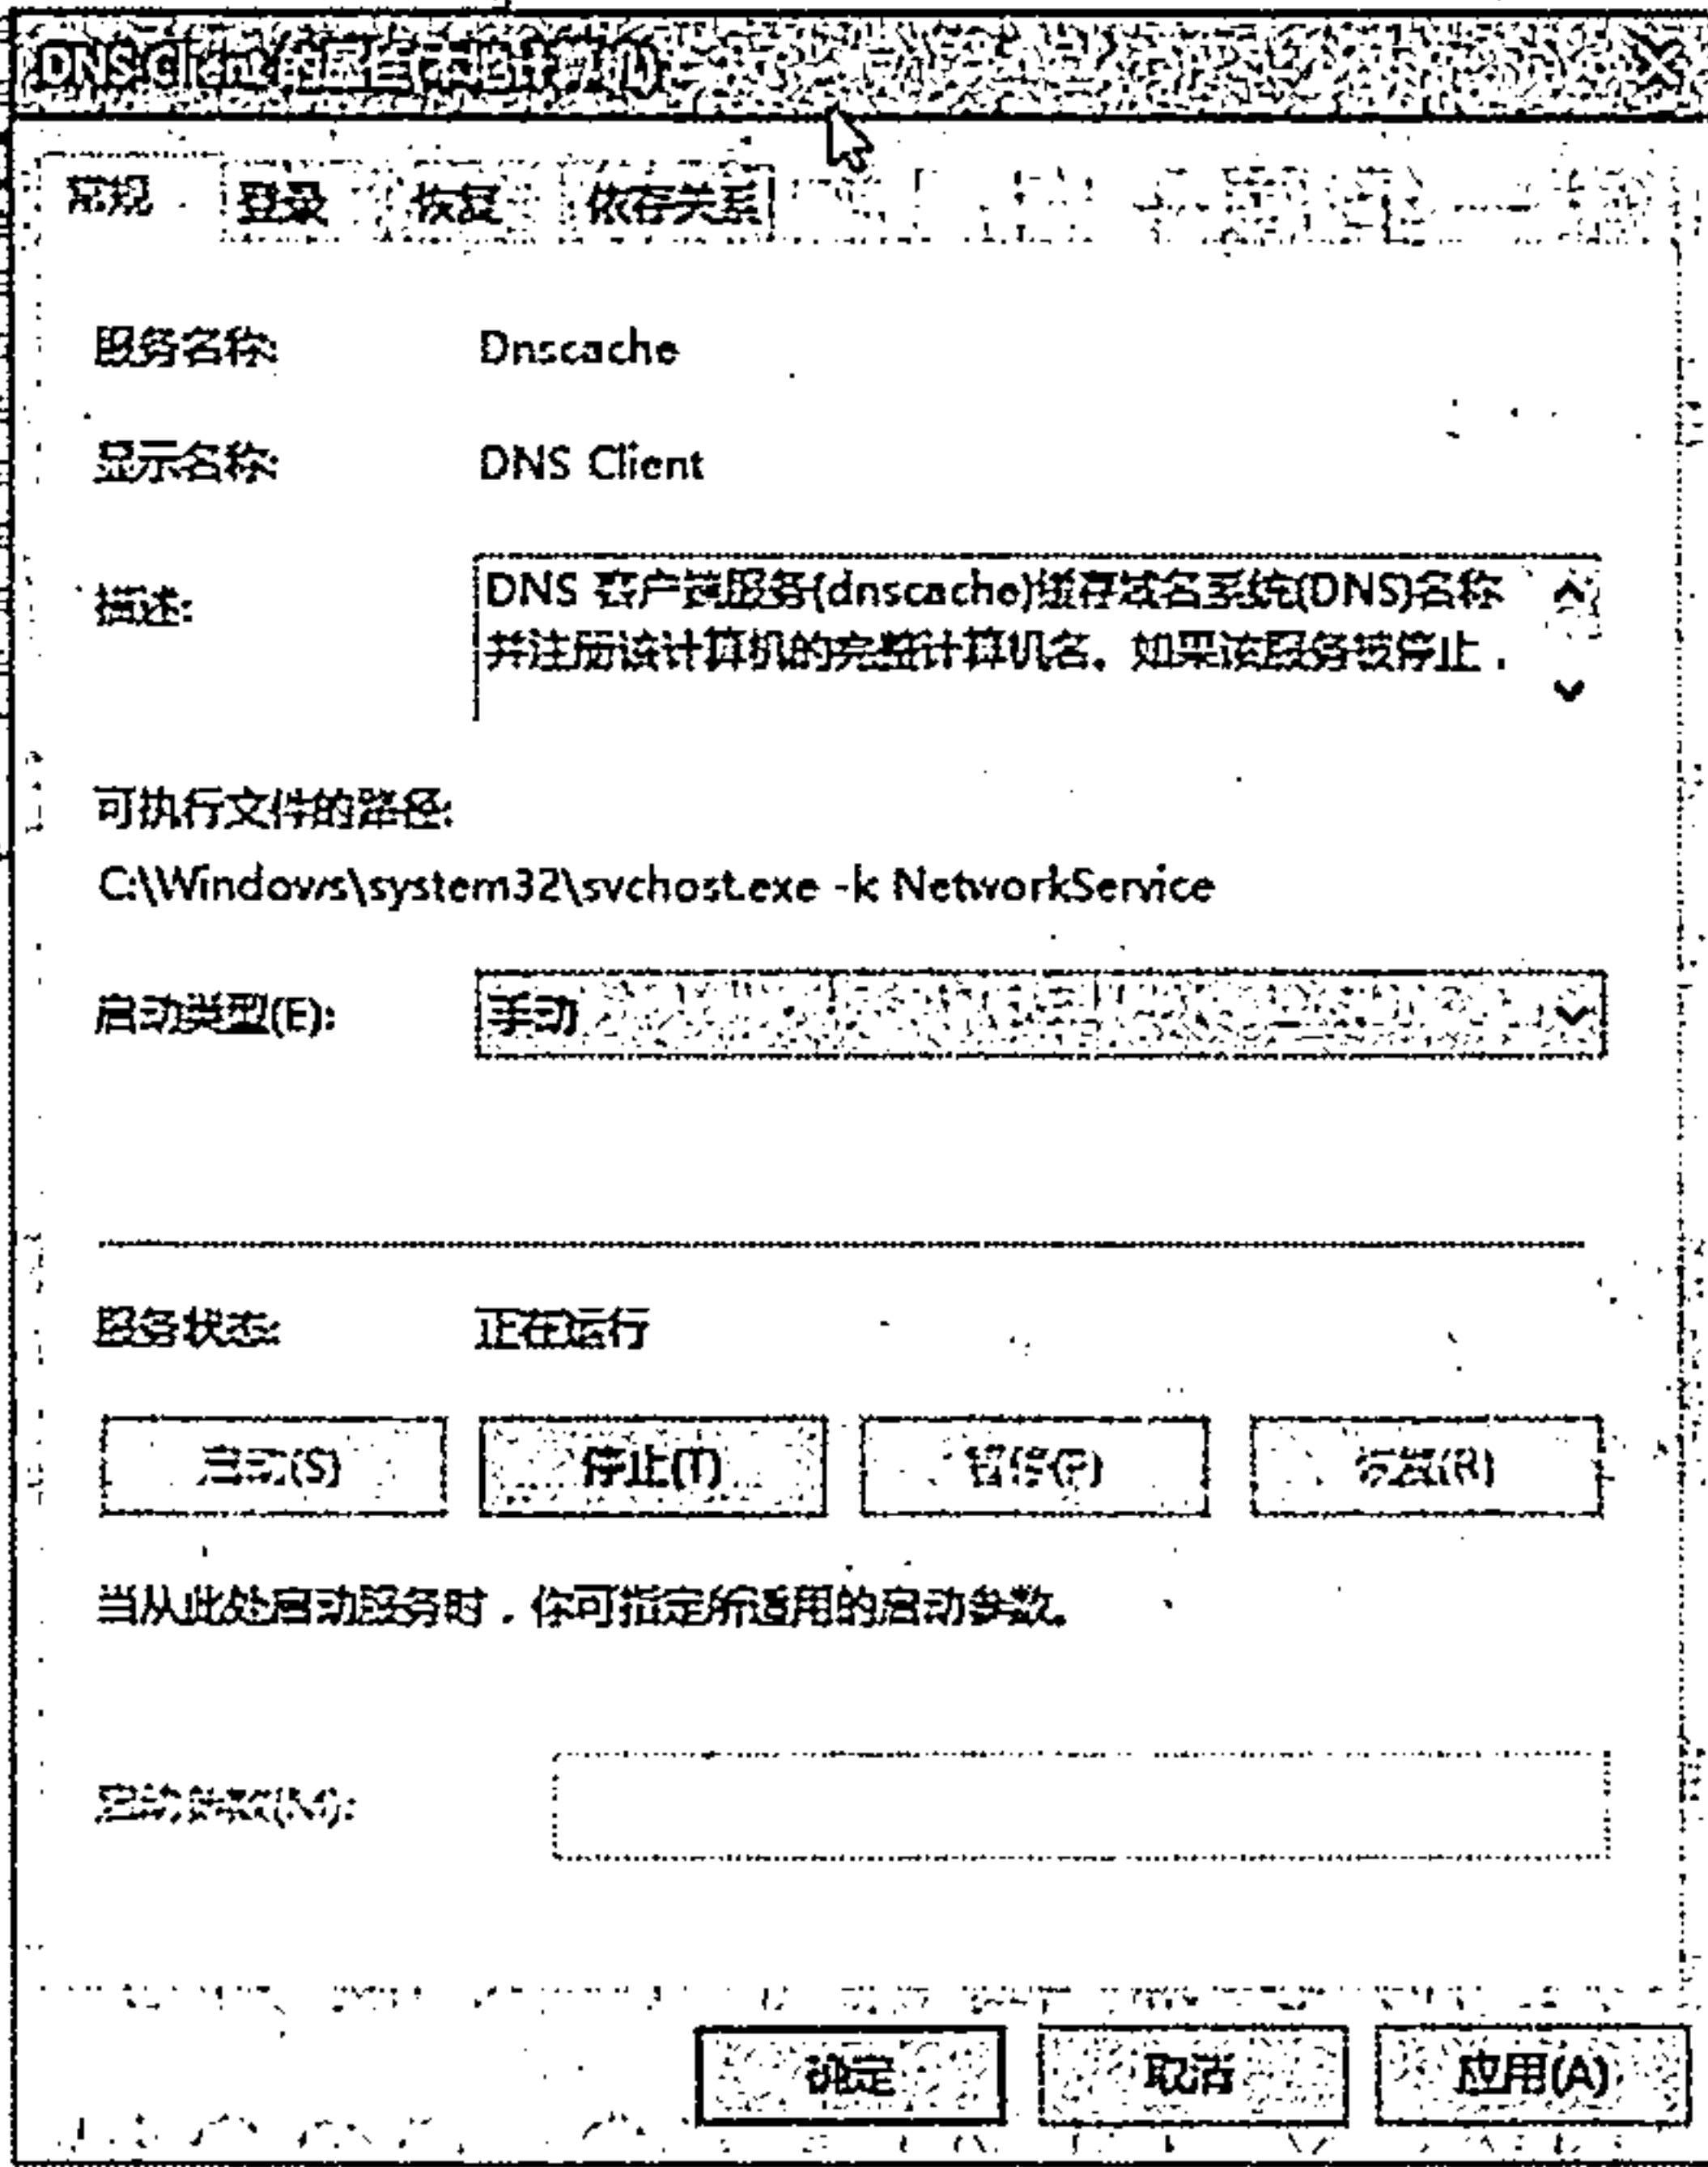 DNS Client 的属性(本地计算机)
常规 登录 恢复 依存关系
服务名称: Dnscache
显示名称: DNS Client
描述: DNS 客户端服务(dnscache)缓存域名系统(DNS)名称
并注册该计算机的完整计算机名。如果该服务被停止，
可执行文件的路径:
C:\Windows\system32\svchost.exe -k NetworkService
启动类型(E): 手动
服务状态: 正在运行
启动(S) 停止(T) 暂停(P) 恢复(R)
当从此处启动服务时，你可指定所适用的启动参数。
启动参数(M):
确定 取消 应用(A)